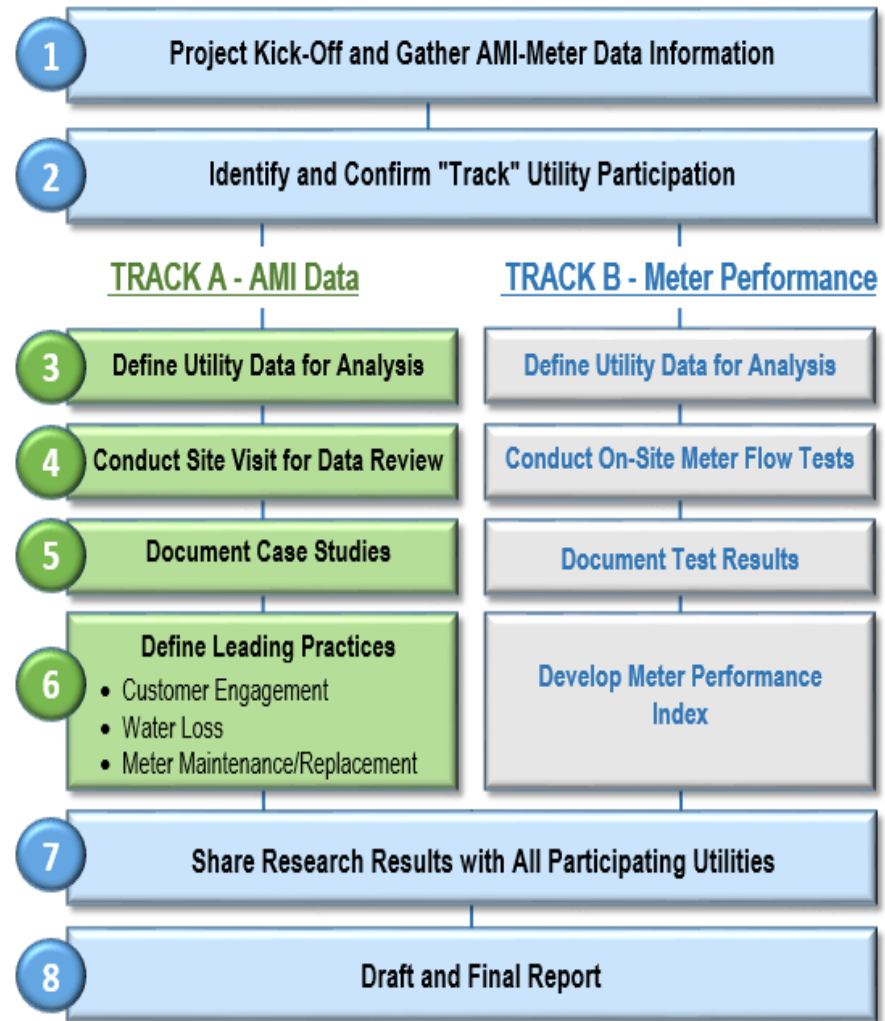 1
Project Kick-Off and Gather AMI-Meter Data Information
2
Identify and Confirm "Track" Utility Participation
TRACK A - AMI Data
TRACK B - Meter Performance
3
Define Utility Data for Analysis
Define Utility Data for Analysis
4
Conduct Site Visit for Data Review
Conduct On-Site Meter Flow Tests
5
Document Case Studies
Document Test Results
6
Define Leading Practices
• Customer Engagement
• Water Loss
• Meter Maintenance/Replacement
Develop Meter Performance
Index
7
Share Research Results with All Participating Utilities
8
Draft and Final Report